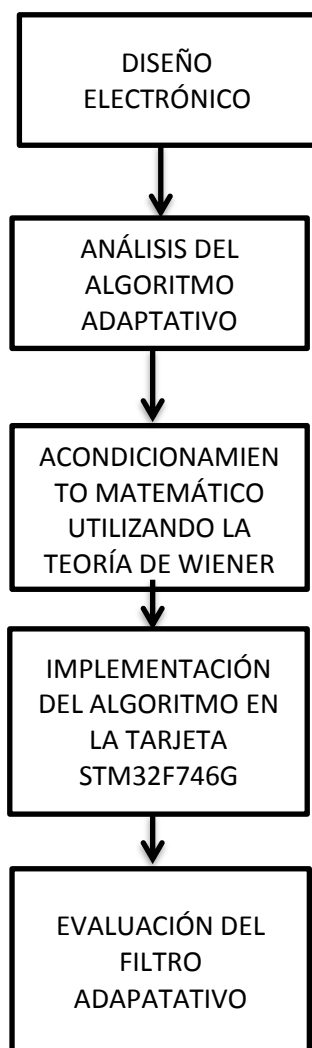 DISEÑO
ELECTRÓNICO
ANÁLISIS DEL
ALGORITMO
ADAPTATIVO
ACONDICIONAMIEN
TO MATEMÁTICO
UTILIZANDO LA
TEORÍA DE WIENER
IMPLEMENTACIÓN
DEL ALGORITMO EN
LA TARJETA
STM32F746G
EVALUACIÓN DEL
FILTRO
ADAPATATIVO